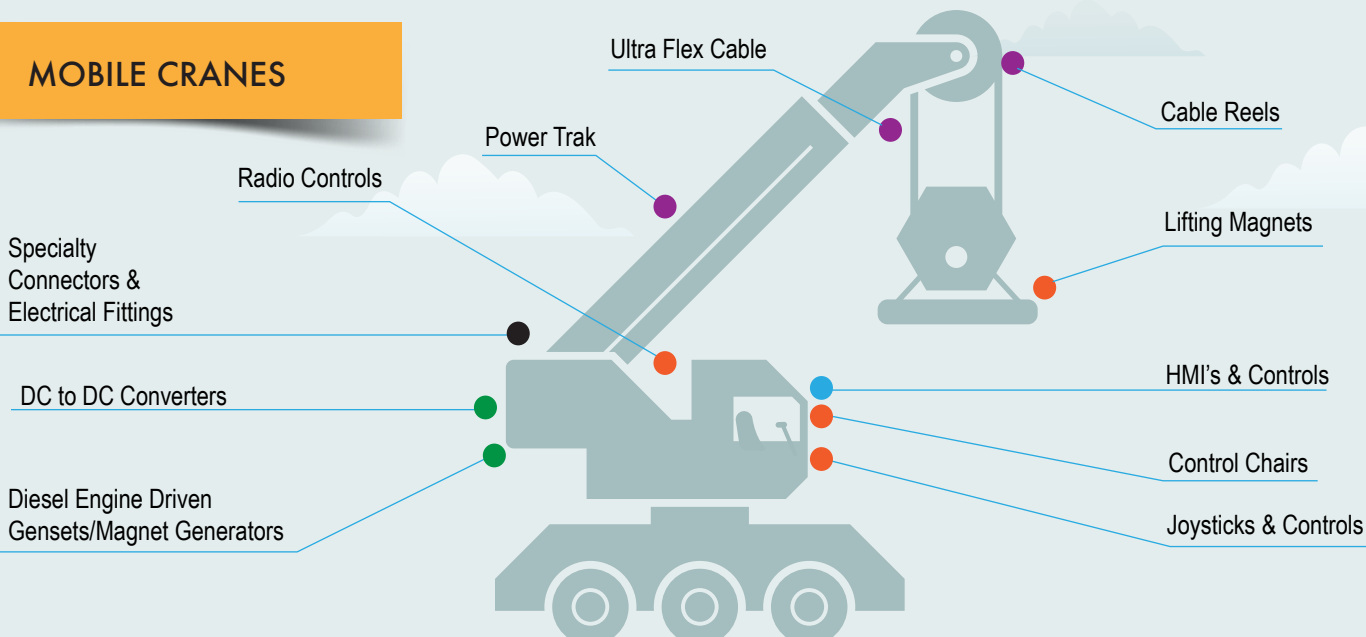 MOBILE CRANES
Ultra Flex Cable
Cable Reels
Power Trak
Radio Controls
Lifting Magnets
Specialty
Connectors &
Electrical Fittings
HMI's & Controls
DC to DC Converters
Control Chairs
Diesel Engine Driven
Gensets/Magnet Generators
Joysticks & Controls